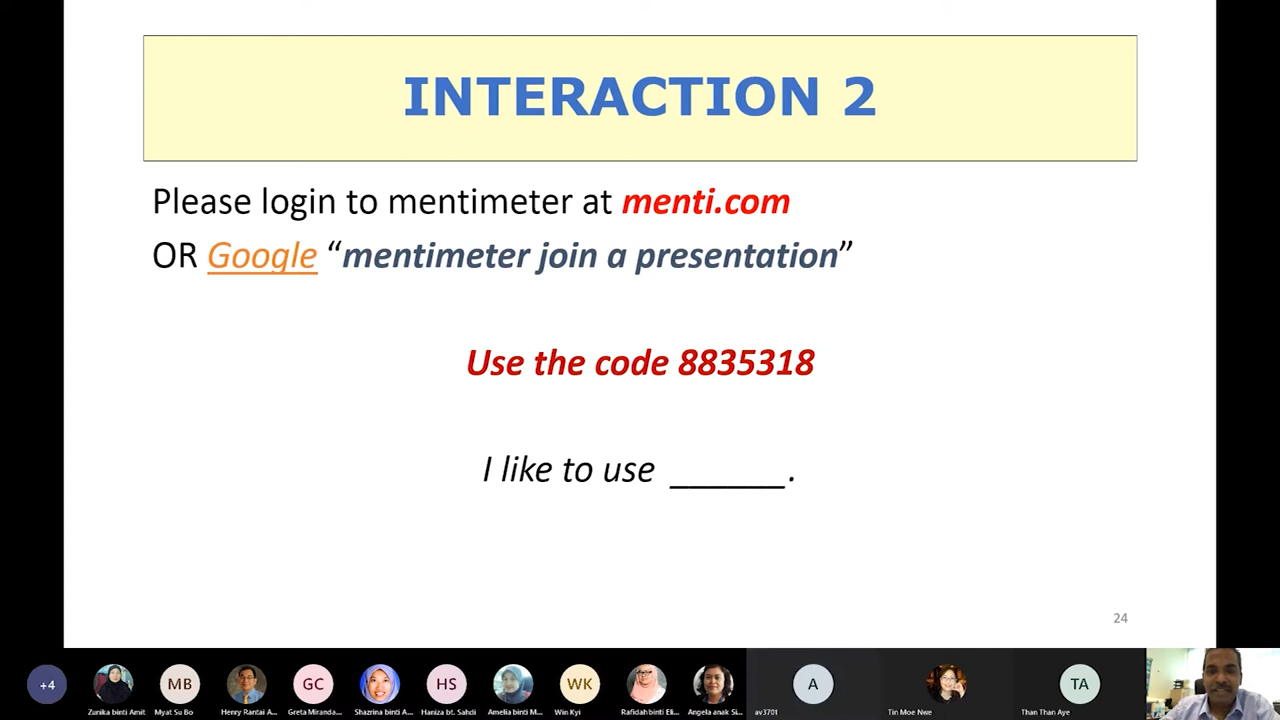 INTERACTION 2
Please login to mentimeter at menti.com
OR Google “mentimeter join a presentation”
Use the code 8835318
I like to use ______.
24
+4
MB
GC
HS
WK
A
TA
Zunika binti Amit
Myat Su Bo
Henry Rantai A...
Greta Miranda...
Shazrina binti A...
Haniza bt. Sahdi
Amelia binti M...
Win Kyi
Rafidah binti Eli...
Angela anak Si...
av3701
Tin Moe Nwe
Than Than Aye